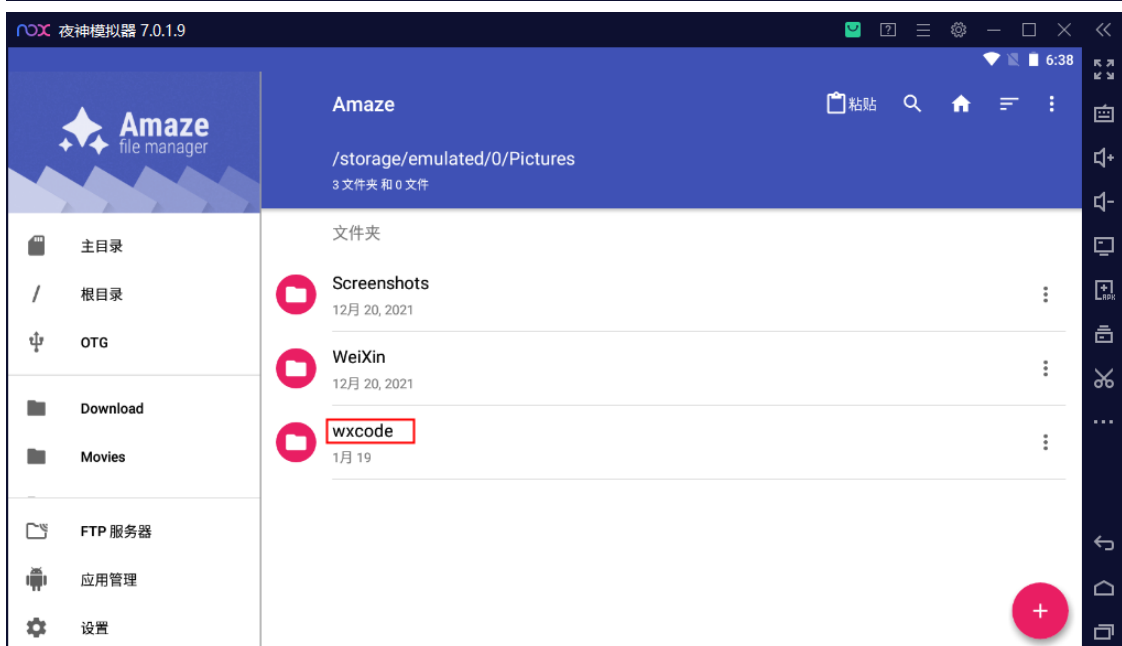 nox 夜神模拟器 7.0.1.9
6:38
Amaze
file manager
Amaze
粘贴
/storage/emulated/0/Pictures
3 文件夹 和 0 文件
主目录
根目录
OTG
Download
Movies
FTP 服务器
应用管理
设置
文件夹
Screenshots
12月 20, 2021
WeiXin
12月 20, 2021
wxcode
1月 19